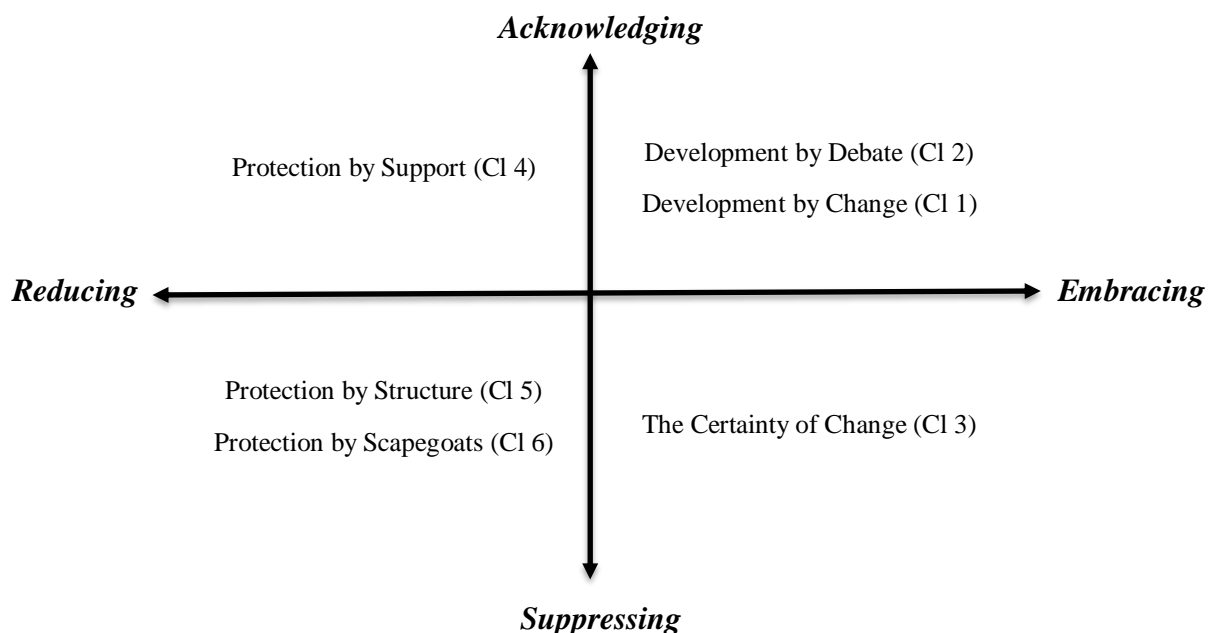 Acknowledging
Protection by Support (Cl 4)
Development by Debate (Cl 2)
Development by Change (Cl 1)
Reducing
Embracing
Protection by Structure (Cl 5)
Protection by Scapegoats (Cl 6)
The Certainty of Change (Cl 3)
Suppressing